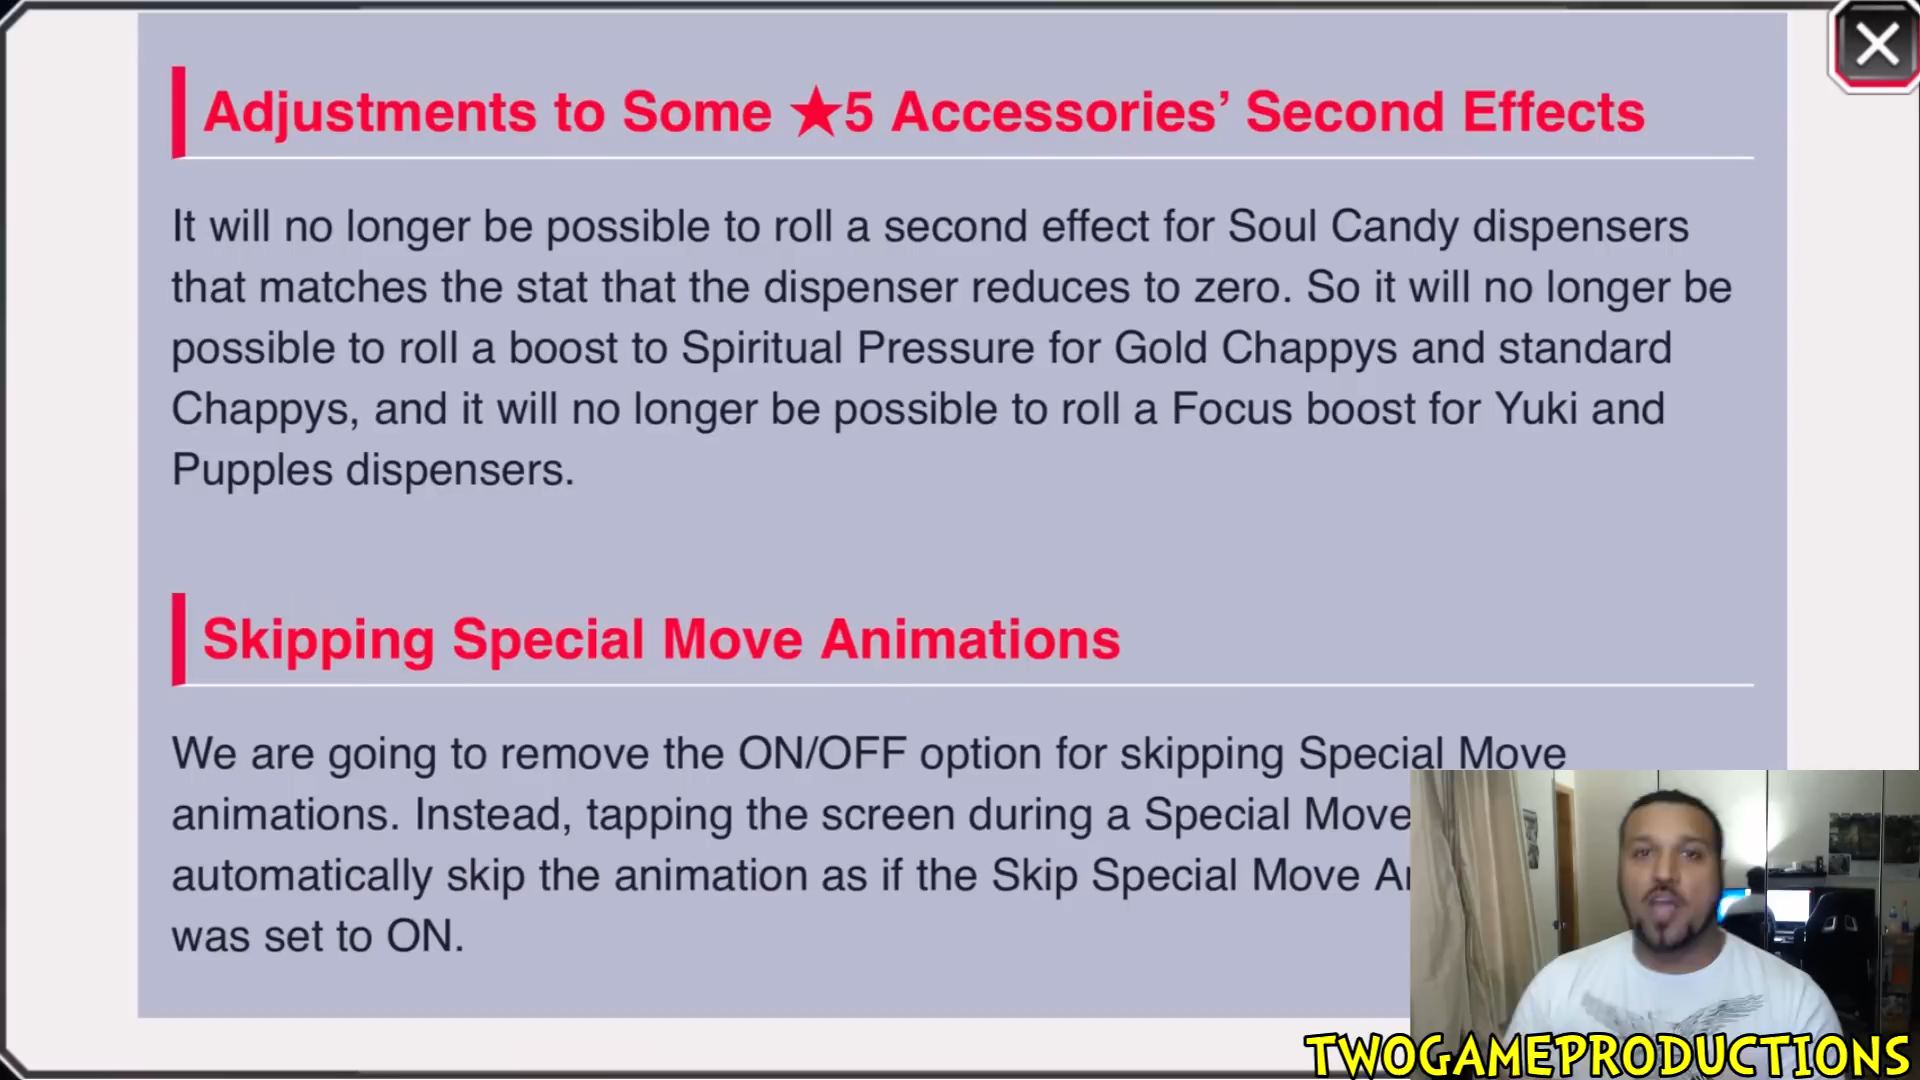 Adjustments to Some ★5 Accessories’ Second Effects
It will no longer be possible to roll a second effect for Soul Candy dispensers
that matches the stat that the dispenser reduces to zero. So it will no longer be
possible to roll a boost to Spiritual Pressure for Gold Chappys and standard
Chappys, and it will no longer be possible to roll a Focus boost for Yuki and
Pupples dispensers.
Skipping Special Move Animations
We are going to remove the ON/OFF option for skipping Special Move
animations. Instead, tapping the screen during a Special Move
automatically skip the animation as if the Skip Special Move
was set to ON.
TWOGAMEPRODUCTIONS